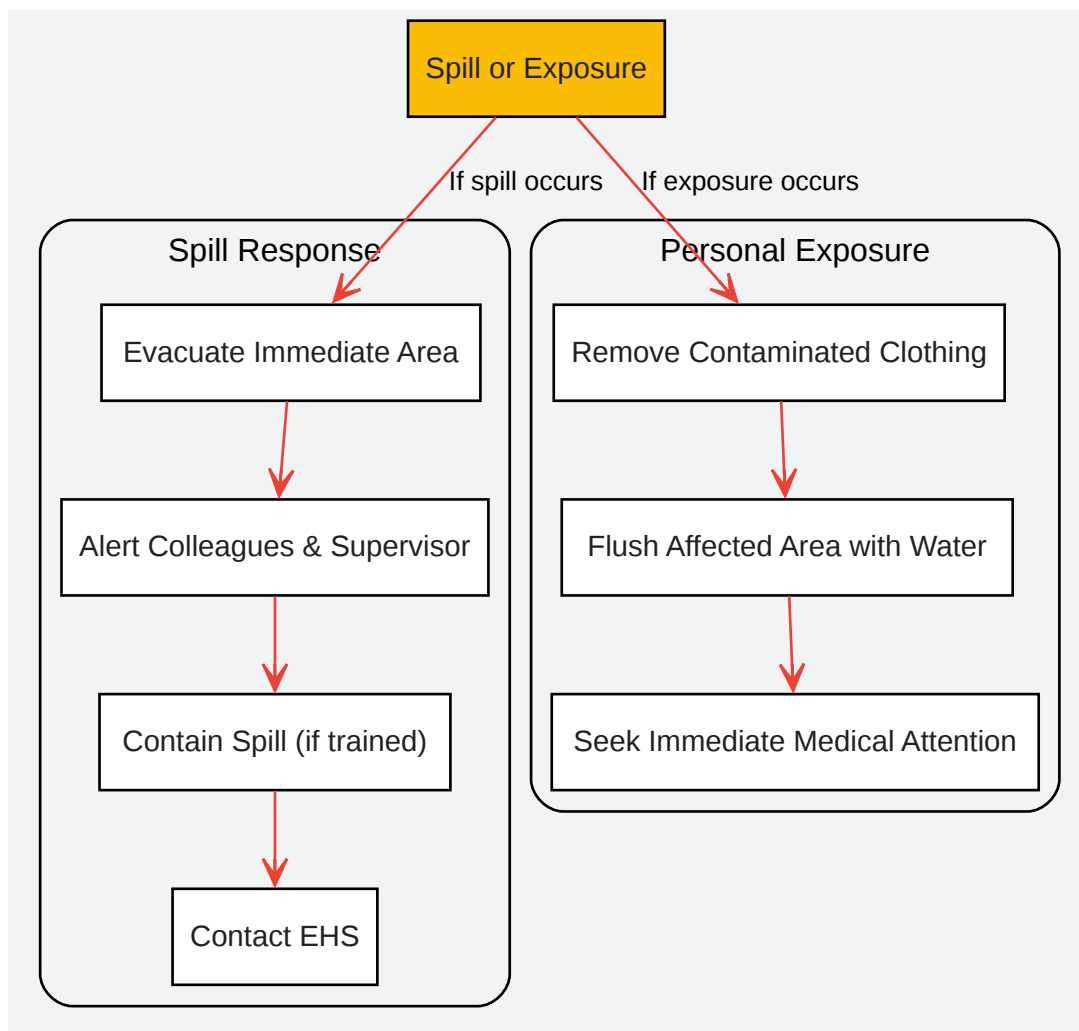 Spill or Exposure
If spill occurs
If exposure occurs
Spill Response
Evacuate Immediate Area
Alert Colleagues & Supervisor
Contain Spill (if trained)
Contact EHS
Personal Exposure
Remove Contaminated Clothing
Flush Affected Area with Water
Seek Immediate Medical Attention